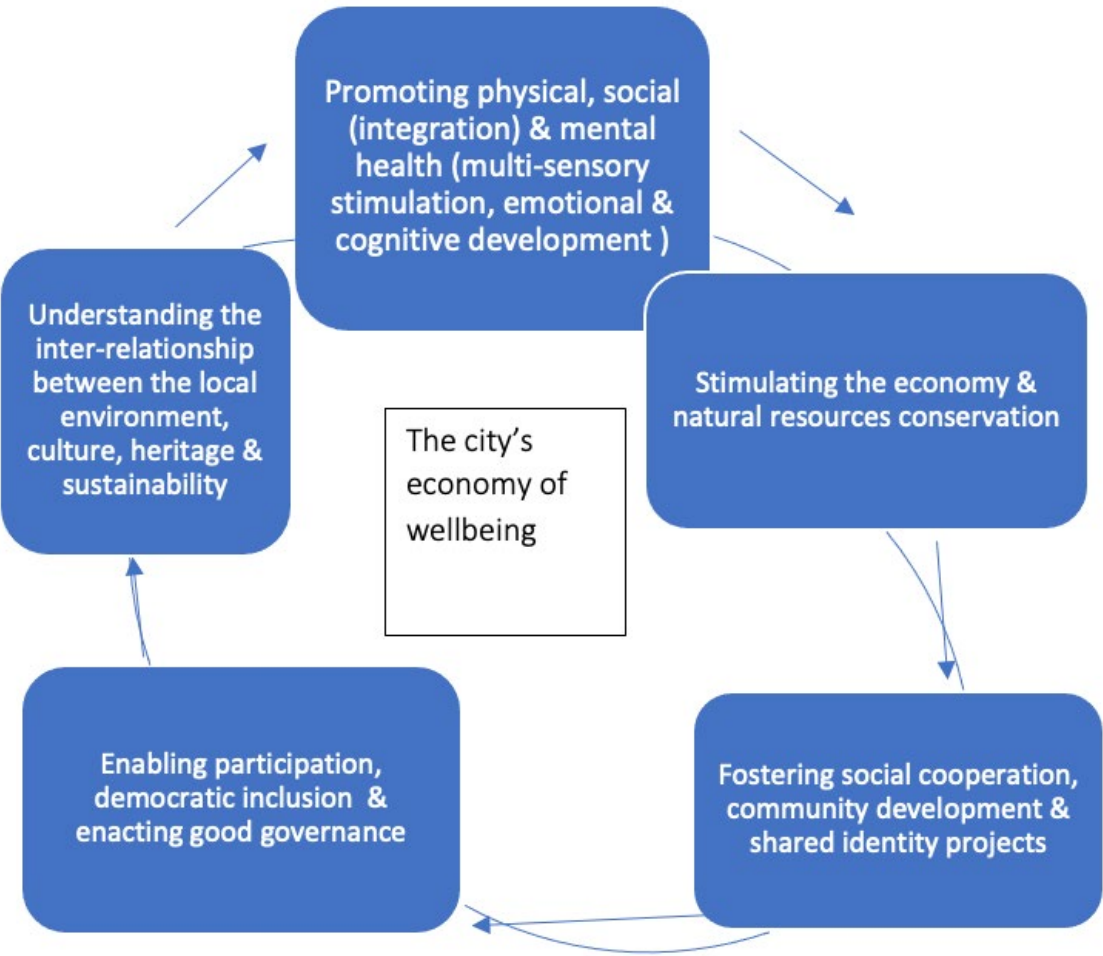 Promoting physical, social
(integration) & mental
health (multi-sensory
stimulation, emotional &
cognitive development )
Stimulating the economy &
natural resources conservation
Fostering social cooperation,
community development &
shared identity projects
Enabling participation,
democratic inclusion  &
enacting good governance
Understanding the
inter-relationship
between the local
environment,
culture, heritage &
sustainability
The city’s
economy of
wellbeing